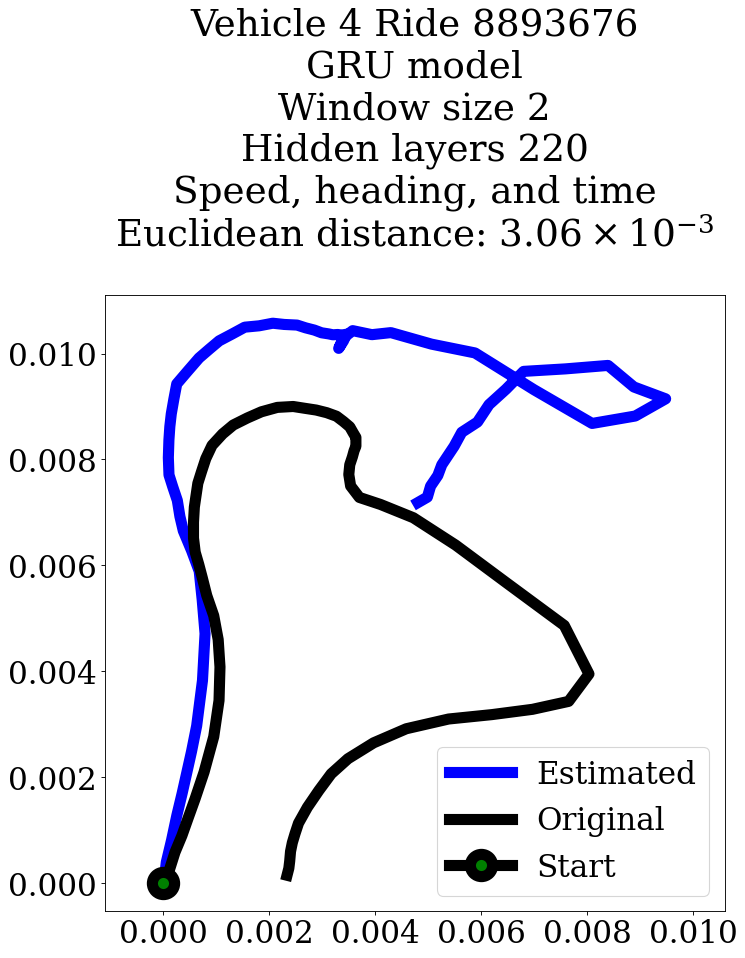 Vehicle 4 Ride 8893676
GRU model
Window size 2
Hidden layers 220
Speed, heading, and time
Euclidean distance: 3.06 × 10⁻³
0.010
0.008
0.006
0.004
0.002
0.000
Estimated
Original
Start
0.000 0.002 0.004 0.006 0.008 0.010